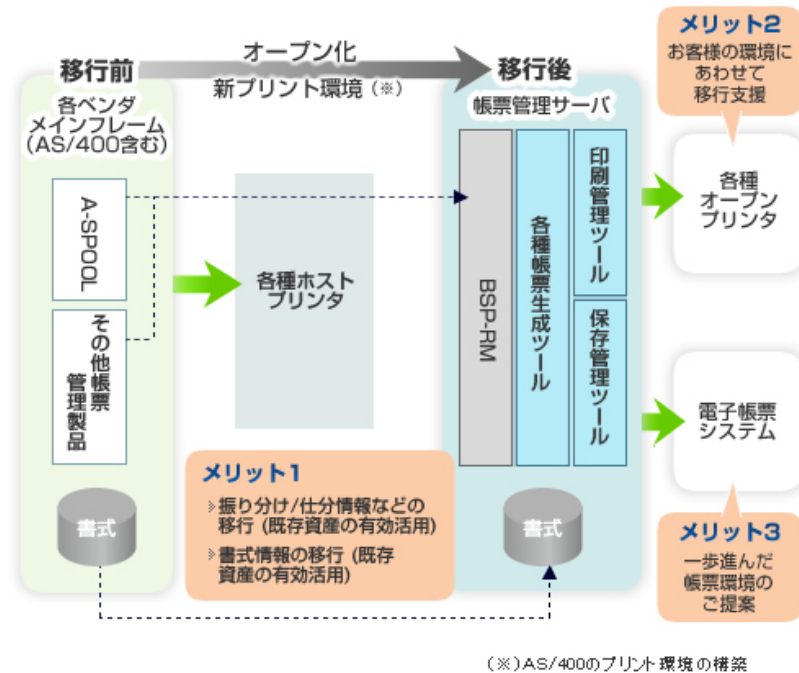 移行前
オープン化
新プリント環境(※)
移行後
各ベンダ
メインフレーム
(AS/400含む)
帳票管理サーバ
メリット2
お客様の環境に
あわせて
移行支援
A-SPOOL
その他帳票
管理製品
書式
各種ホスト
プリンタ
BSP-RM
各種帳票生成ツール
印刷管理ツール
保存管理ツール
書式
各種
オープン
プリンタ
電子帳票
システム
メリット1
振り分け/仕分情報などの
移行 (既存資産の有効活用)
書式情報の移行 (既存
資産の有効活用)
メリット3
一歩進んだ
帳票環境の
ご提案
(※)AS/400のプリント環境の構築